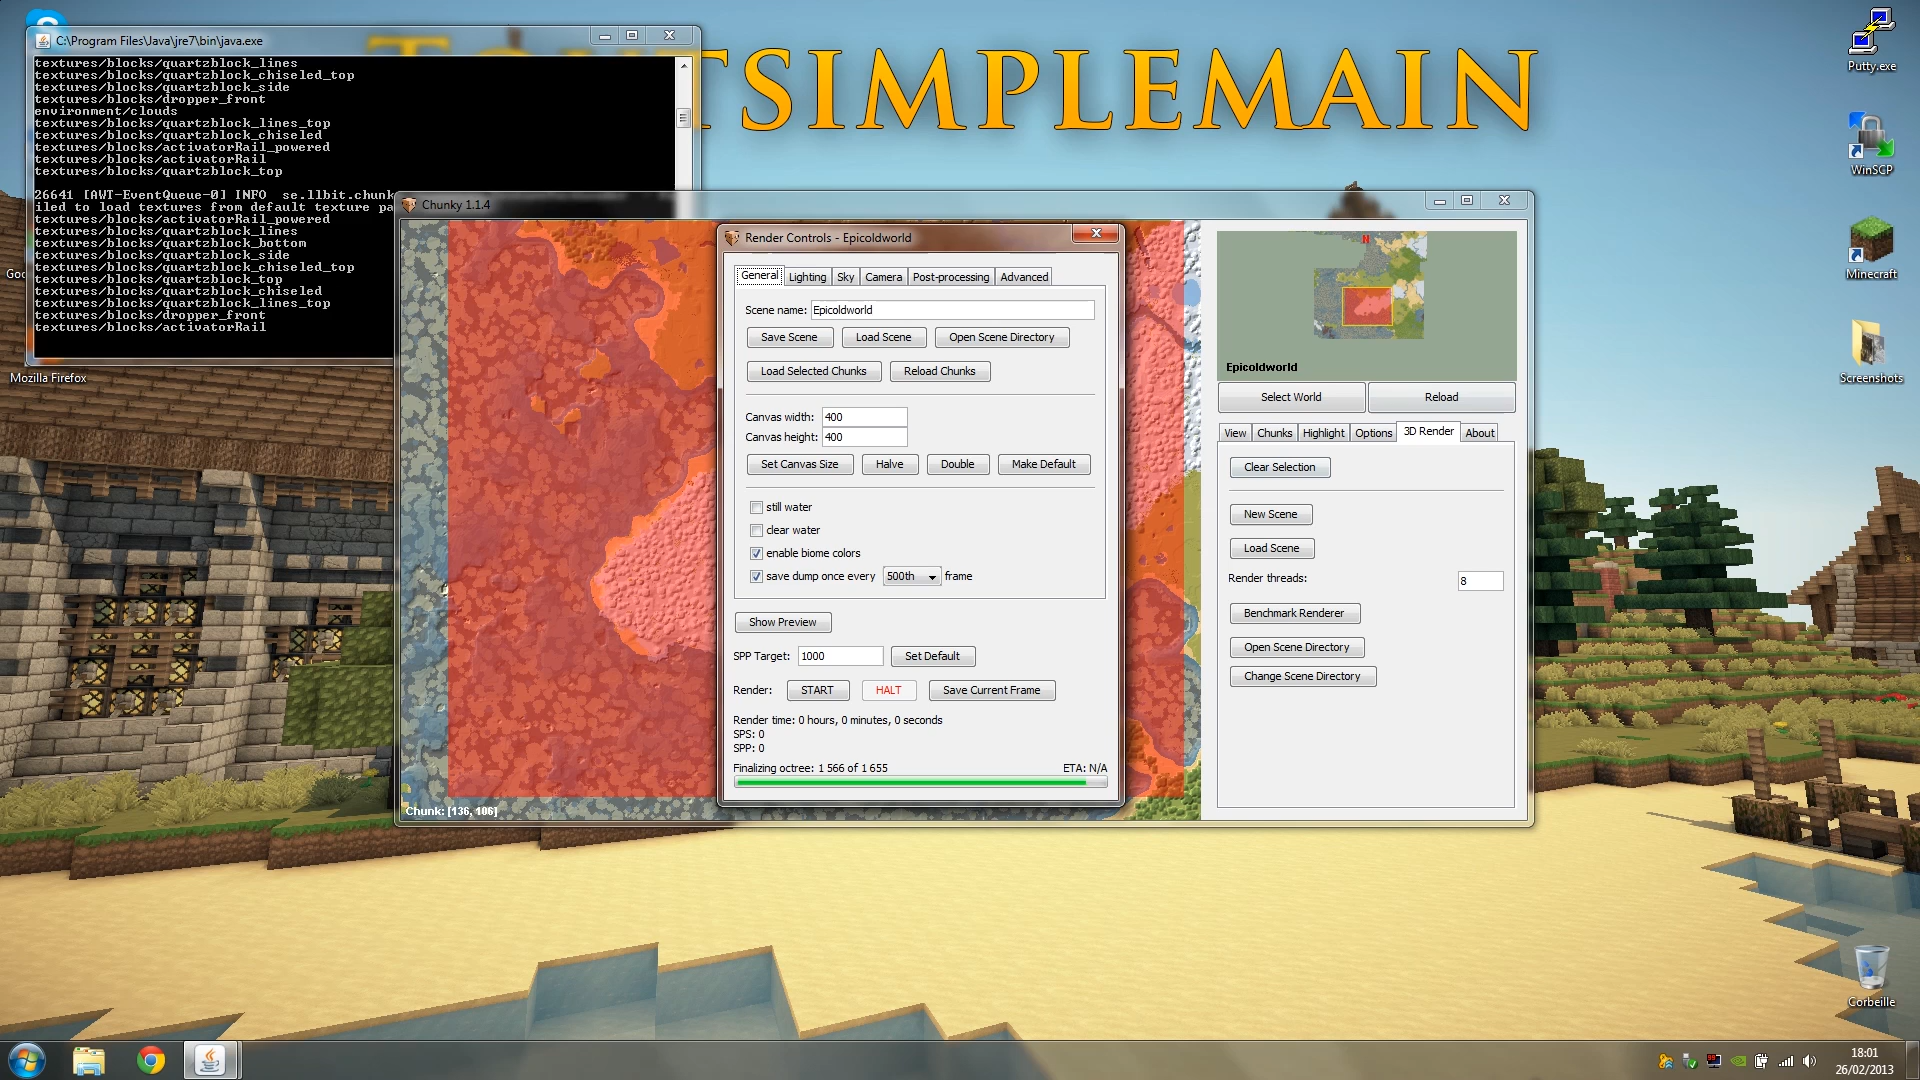 TSIMPLEMAIN
C:\Program Files\Java\jre7\bin\java.exe
textures/blocks/quartzblock_lines
textures/blocks/quartzblock_chiseled_top
textures/blocks/quartzblock_side
textures/blocks/dropper_front
environment/clouds
textures/blocks/quartzblock_lines_top
textures/blocks/quartzblock_chiseled
textures/blocks/activatorRail_powered
textures/blocks/activatorRail
textures/blocks/quartzblock_top
26641 [AWT-EventQueue-0] INFO se.llbit.chunk
iled to load textures from default texture pa
textures/blocks/activatorRail_powered
textures/blocks/quartzblock_lines
textures/blocks/quartzblock_bottom
textures/blocks/quartzblock_side
textures/blocks/quartzblock_chiseled_top
textures/blocks/quartzblock_top
textures/blocks/quartzblock_chiseled
textures/blocks/quartzblock_lines_top
textures/blocks/dropper_front
textures/blocks/activatorRail
Goo
Mozilla Firefox
Chunky 1.1.4
Chunk: [136, 106]
Render Controls - Epicoldworld
General Lighting Sky Camera Post-processing Advanced
Scene name: Epicoldworld
Save Scene Load Scene Open Scene Directory
Load Selected Chunks Reload Chunks
Canvas width: 400
Canvas height: 400
Set Canvas Size Halve Double Make Default
still water
clear water
enable biome colors
save dump once every 500th frame
Show Preview
SPP Target: 1000 Set Default
Render: START HALT Save Current Frame
Render time: 0 hours, 0 minutes, 0 seconds
SPS: 0
SPP: 0
Finalizing octree: 1 566 of 1 655 ETA: N/A
N
Epicoldworld
Select World Reload
View Chunks Highlight Options 3D Render About
Clear Selection
New Scene
Load Scene
Render threads: 8
Benchmark Renderer
Open Scene Directory
Change Scene Directory
Putty.exe
WinSCP
Minecraft
Screenshots
Corbeille
18:01
26/02/2013